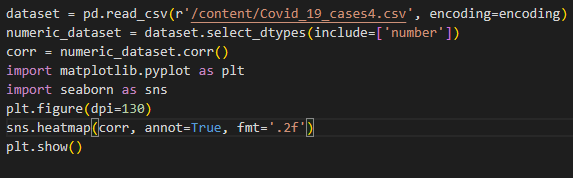 dataset = pd.read_csv(r'/content/Covid_19_cases4.csv', encoding=encoding)
numeric_dataset = dataset.select_dtypes(include=['number'])
corr = numeric_dataset.corr()
import matplotlib.pyplot as plt
import seaborn as sns
plt.figure(dpi=130)
sns.heatmap(corr, annot=True, fmt='.2f')
plt.show()